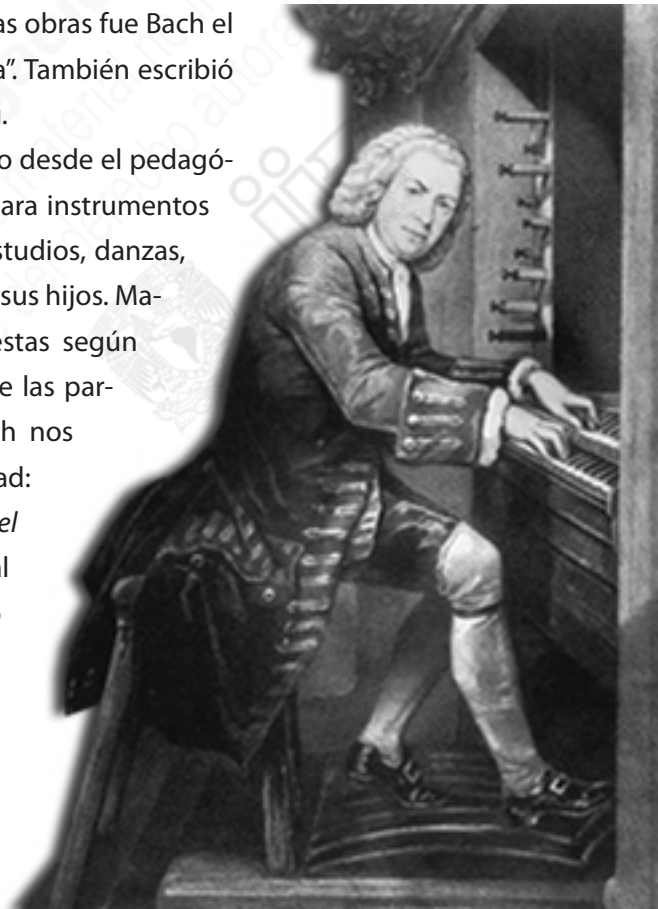 as obras fue Bach el
a”. También escribió
o desde el pedagó-
ara instrumentos
studios, danzas,
sus hijos. Ma-
estas según
e las par-
h nos
ad:
el
al